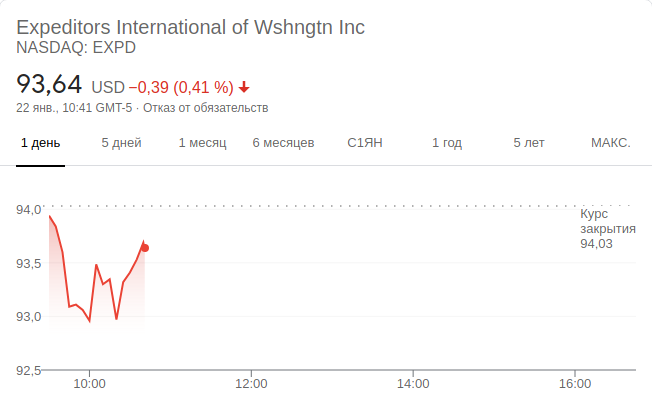 Expeditors International of Wshngtn Inc
NASDAQ: EXPD
93,64 USD −0,39 (0,41 %)
22 янв., 10:41 GMT-5 · Отказ от обязательств
1 день 5 дней 1 месяц 6 месяцев С1ЯН 1 год 5 лет МАКС.
94,0
93,5
93,0
92,5
Курс
закрытия
94,03
10:00 12:00 14:00 16:00